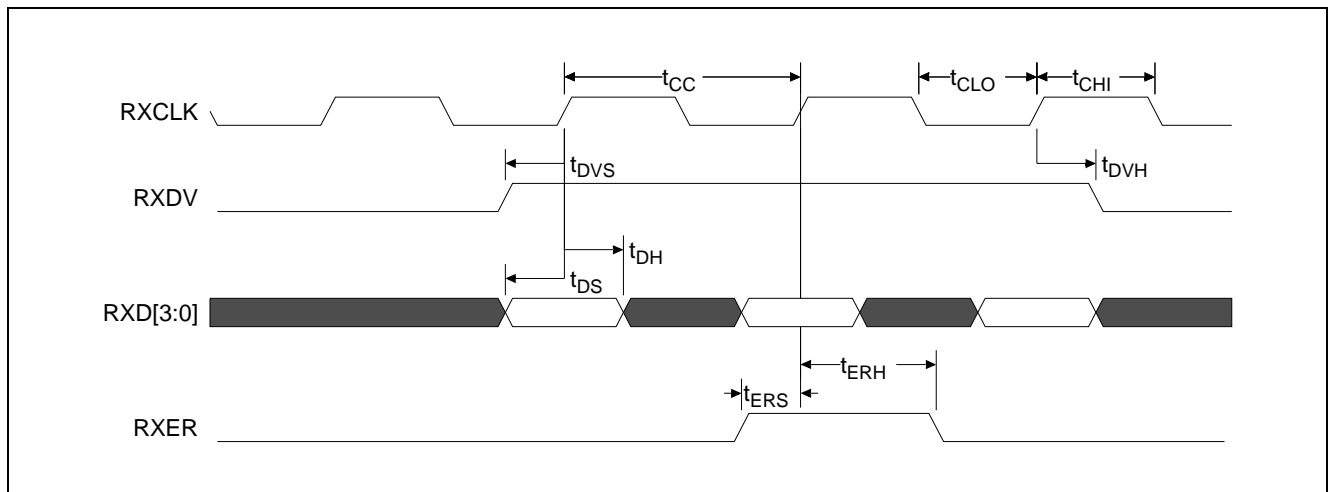 tCC
tCLO
tCHI
RXCLK
tDVS
tDVH
RXDV
tDH
tDS
RXD[3:0]
tERH
tERS
RXER